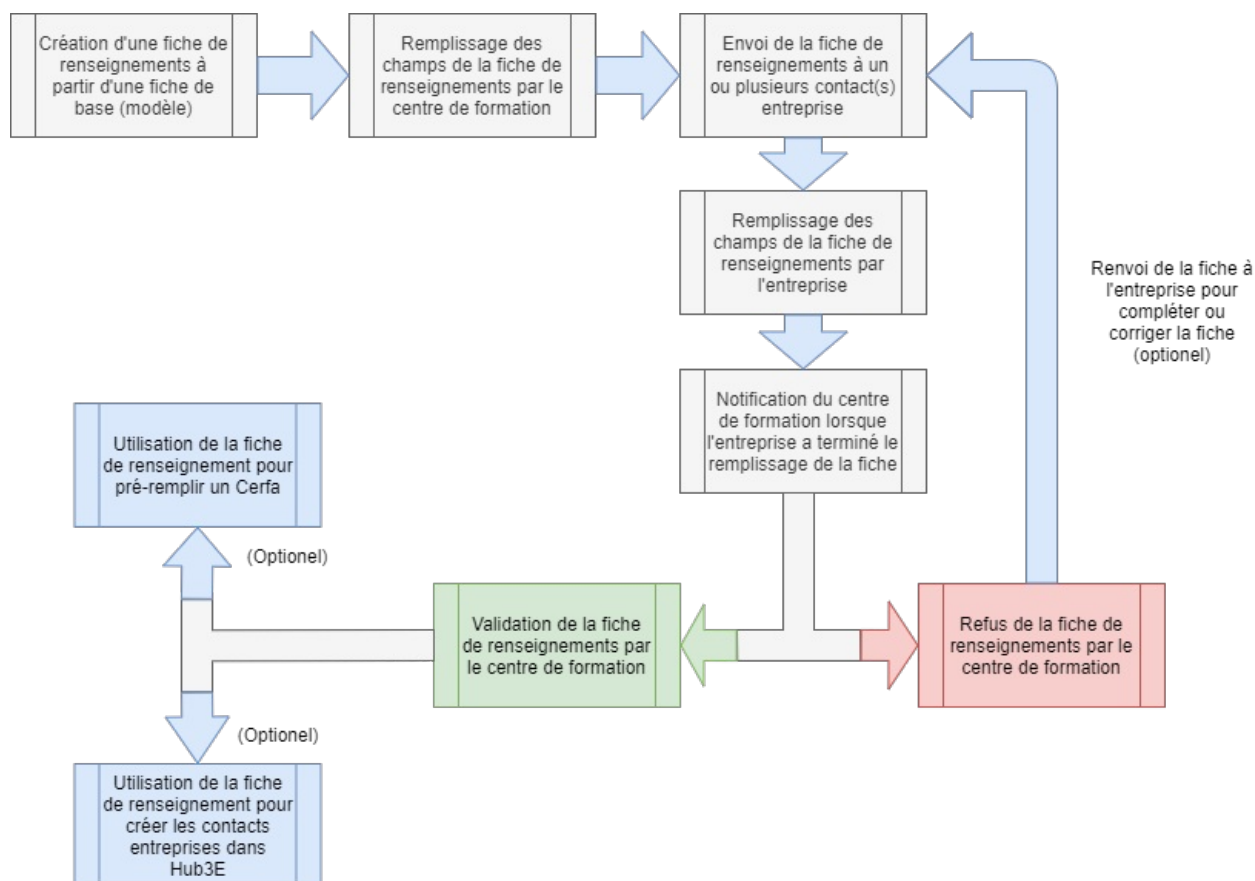 Création d'une fiche de
renseignements à
partir d'une fiche de
base (modèle)
Remplissage des
champs de la fiche de
renseignements par le
centre de formation
Envoi de la fiche de
renseignements à un
ou plusieurs contact(s)
entreprise
Remplissage des
champs de la fiche de
renseignements par
l'entreprise
Renvoi de la fiche à
l'entreprise pour
compléter ou
corriger la fiche
(optionel)
Notification du centre
de formation lorsque
l'entreprise a terminé le
remplissage de la fiche
Utilisation de la fiche
de renseignement pour
pré-remplir un Cerfa
(Optionel)
Validation de la fiche
de renseignements par
le centre de formation
Refus de la fiche de
renseignements par le
centre de formation
(Optionel)
Utilisation de la fiche
de renseignement pour
créer les contacts
entreprises dans
Hub3E